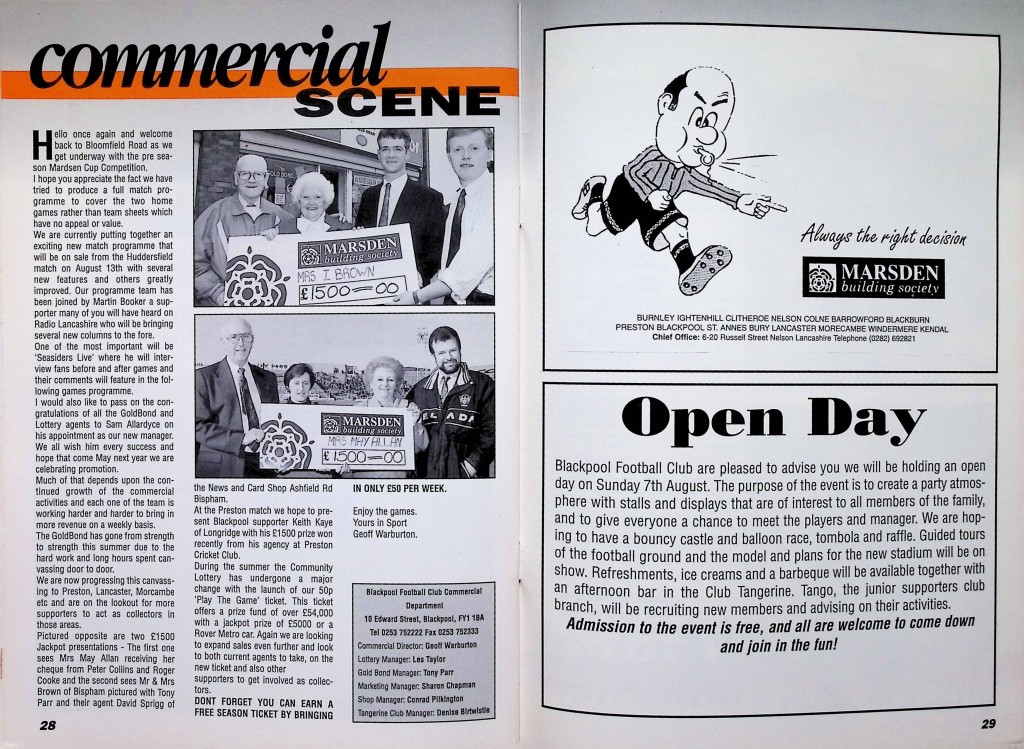 commercial
SCENE
Hello once again and welcome
back to Bloomfield Road as we
get underway with the pre sea-
son Mardsen Cup Competition.
I hope you appreciate the fact we have
tried to produce a full match pro-
gramme to cover the two home
games rather than team sheets which
have no appeal or value.
We are currently putting together an
exciting new match programme that
will be on sale from the Huddersfield
match on August 13th with several
new features and others greatly
improved. Our programme team has
been joined by Martin Booker a sup-
porter many of you will have heard on
Radio Lancashire who will be bringing
several new columns to the fore.
One of the most important will be
'Seasiders Live' where he will inter-
view fans before and after games and
their comments will feature in the fol-
lowing games programme.
I would also like to pass on the con-
gratulations of all the GoldBond and
Lottery agents to Sam Allardyce on
his appointment as our new manager.
We all wish him every success and
hope that come May next year we are
celebrating promotion.
Much of that depends upon the con-
tinued growth of the commercial
activities and each one of the team is
working harder and harder to bring in
more revenue on a weekly basis.
The GoldBond has gone from strength
to strength this summer due to the
hard work and long hours spent can-
vassing door to door.
We are now progressing this canvass-
ing to Preston, Lancaster, Morcambe
etc and are on the lookout for more
supporters to act as collectors in
those areas.
Pictured opposite are two £1500
Jackpot presentations - The first one
sees Mrs May Allan receiving her
cheque from Peter Collins and Roger
Cooke and the second sees Mr & Mrs
Brown of Bispham pictured with Tony
Parr and their agent David Sprigg of
28
GOLD BOND
MARSDEN
building society
MRS I BROWN
£1500=00
MARSDEN
building society
MRS MAY ALLAN
£1500=00
LADA
the News and Card Shop Ashfield Rd
Bispham.
At the Preston match we hope to pre-
sent Blackpool supporter Keith Kaye
of Longridge with his £1500 prize won
recently from his agency at Preston
Cricket Club.
During the summer the Community
Lottery has undergone a major
change with the launch of our 50p
'Play The Game' ticket. This ticket
offers a prize fund of over £54,000
with a jackpot prize of £5000 or a
Rover Metro car. Again we are looking
to expand sales even further and look
to both current agents to take, on the
new ticket and also other
supporters to get involved as collec-
tors.
DONT FORGET YOU CAN EARN A
FREE SEASON TICKET BY BRINGING
IN ONLY £50 PER WEEK.
Enjoy the games.
Yours in Sport
Geoff Warburton.
Blackpool Football Club Commercial
Department
10 Edward Street, Blackpool, FY1 1BA
Tel 0253 752222 Fax 0253 752333
Commercial Director: Geoff Warburton
Lottery Manager: Les Taylor
Gold Bond Manager: Tony Parr
Marketing Manager: Sharon Chapman
Shop Manager: Conrad Pilkington
Tangerine Club Manager: Denise Birtwistle
Always the right decision
MARSDEN
building society
BURNLEY IGHTENHILL CLITHEROE NELSON COLNE BARROWFORD BLACKBURN
PRESTON BLACKPOOL ST. ANNES BURY LANCASTER MORECAMBE WINDERMERE KENDAL
Chief Office: 6-20 Russell Street Nelson Lancashire Telephone (0282) 692821
Open Day
Blackpool Football Club are pleased to advise you we will be holding an open
day on Sunday 7th August. The purpose of the event is to create a party atmos-
phere with stalls and displays that are of interest to all members of the family,
and to give everyone a chance to meet the players and manager. We are hop-
ing to have a bouncy castle and balloon race, tombola and raffle. Guided tours
of the football ground and the model and plans for the new stadium will be on
show. Refreshments, ice creams and a barbeque will be available together with
an afternoon bar in the Club Tangerine. Tango, the junior supporters club
branch, will be recruiting new members and advising on their activities.
Admission to the event is free, and all are welcome to come down
and join in the fun!
29